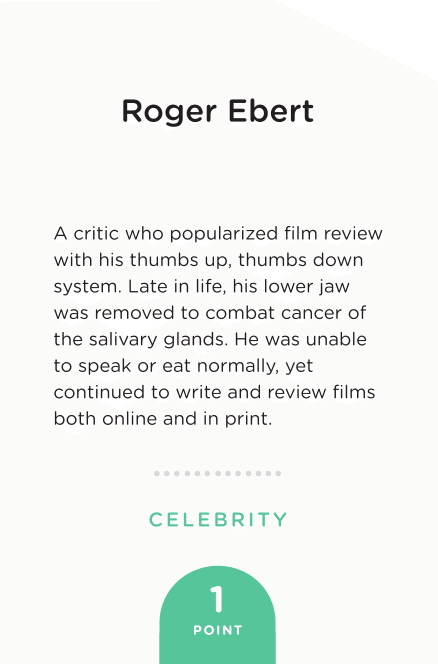 Roger Ebert
A critic who popularized film review
with his thumbs up, thumbs down
system. Late in life, his lower jaw
was removed to combat cancer of
the salivary glands. He was unable
to speak or eat normally, yet
continued to write and review films
both online and in print.
CELEBRITY
1
POINT